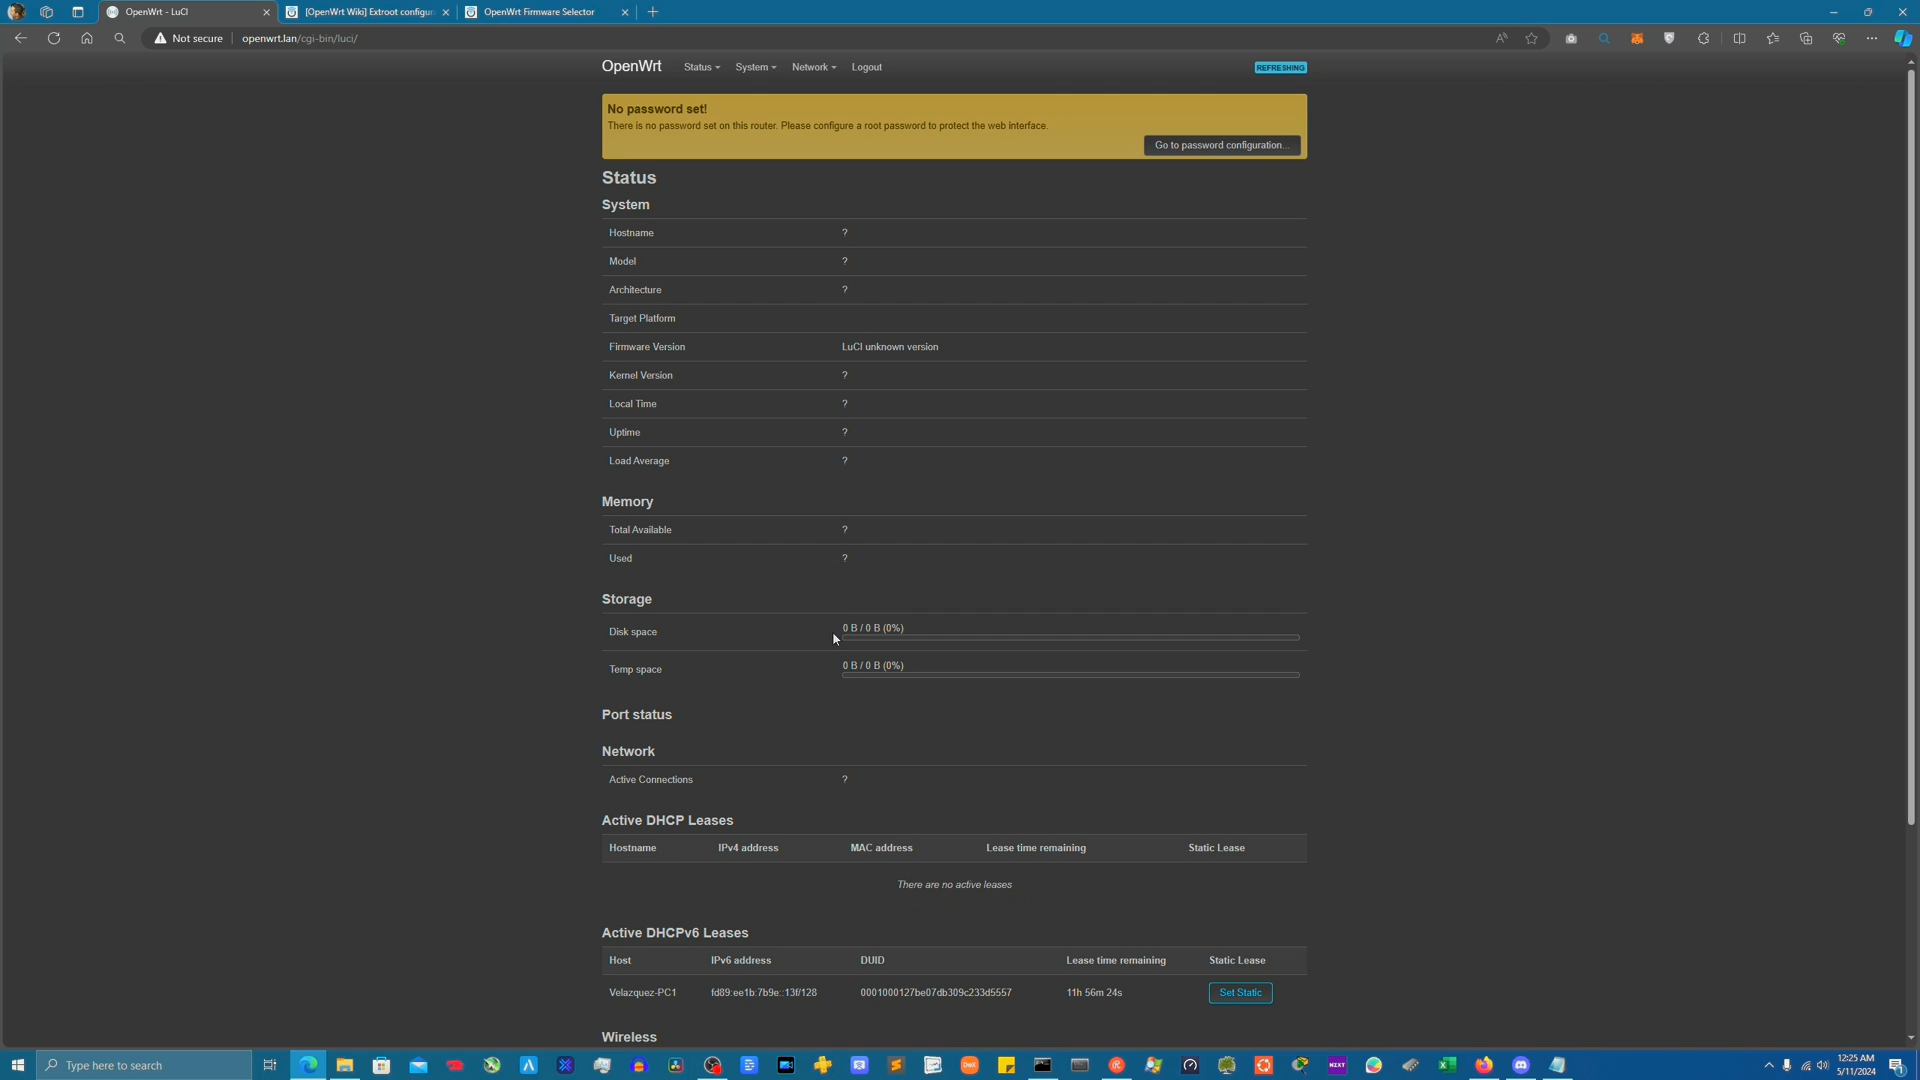 OpenWrt - LuCI
[OpenWrt Wiki] Extroot configur
OpenWrt Firmware Selector
Not secure
openwrt.lan/cgi-bin/luci/
OpenWrt
Status
System
Network
Logout
REFRESHING
No password set!
There is no password set on this router. Please configure a root password to protect the web interface.
Go to password configuration...
Status
System
Hostname ?
Model ?
Architecture ?
Target Platform
Firmware Version LuCI unknown version
Kernel Version ?
Local Time ?
Uptime ?
Load Average ?
Memory
Total Available ?
Used ?
Storage
Disk space 0 B / 0 B (0%)
Temp space 0 B / 0 B (0%)
Port status
Network
Active Connections ?
Active DHCP Leases
Hostname IPv4 address MAC address Lease time remaining Static Lease
There are no active leases
Active DHCPv6 Leases
Host IPv6 address DUID Lease time remaining Static Lease
Velazquez-PC1 fd89:ee1b:7b9e::13f/128 0001000127be07db309c233d5557 11h 56m 24s Set Static
Wireless
Type here to search
12:25 AM
5/11/2024